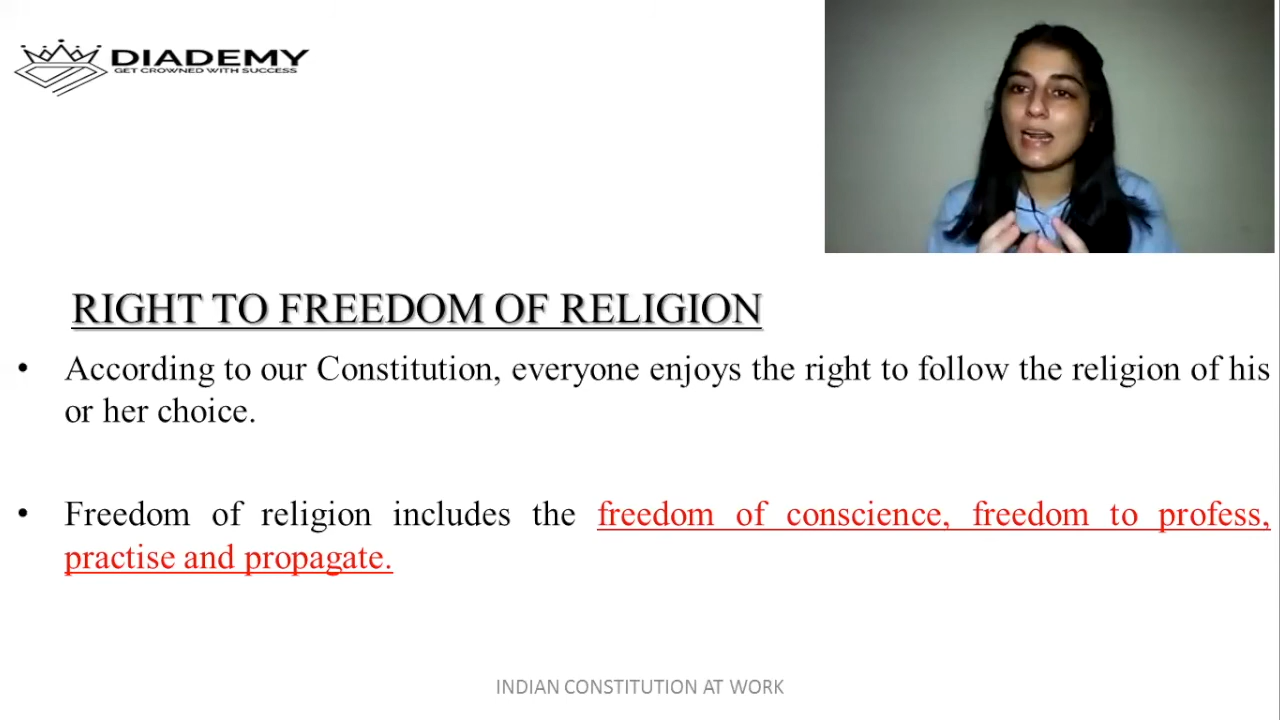 DIADEMY
GET CROWNED WITH SUCCESS
RIGHT TO FREEDOM OF RELIGION
• According to our Constitution, everyone enjoys the right to follow the religion of his
or her choice.
• Freedom of religion includes the freedom of conscience, freedom to profess,
practise and propagate.
INDIAN CONSTITUTION AT WORK